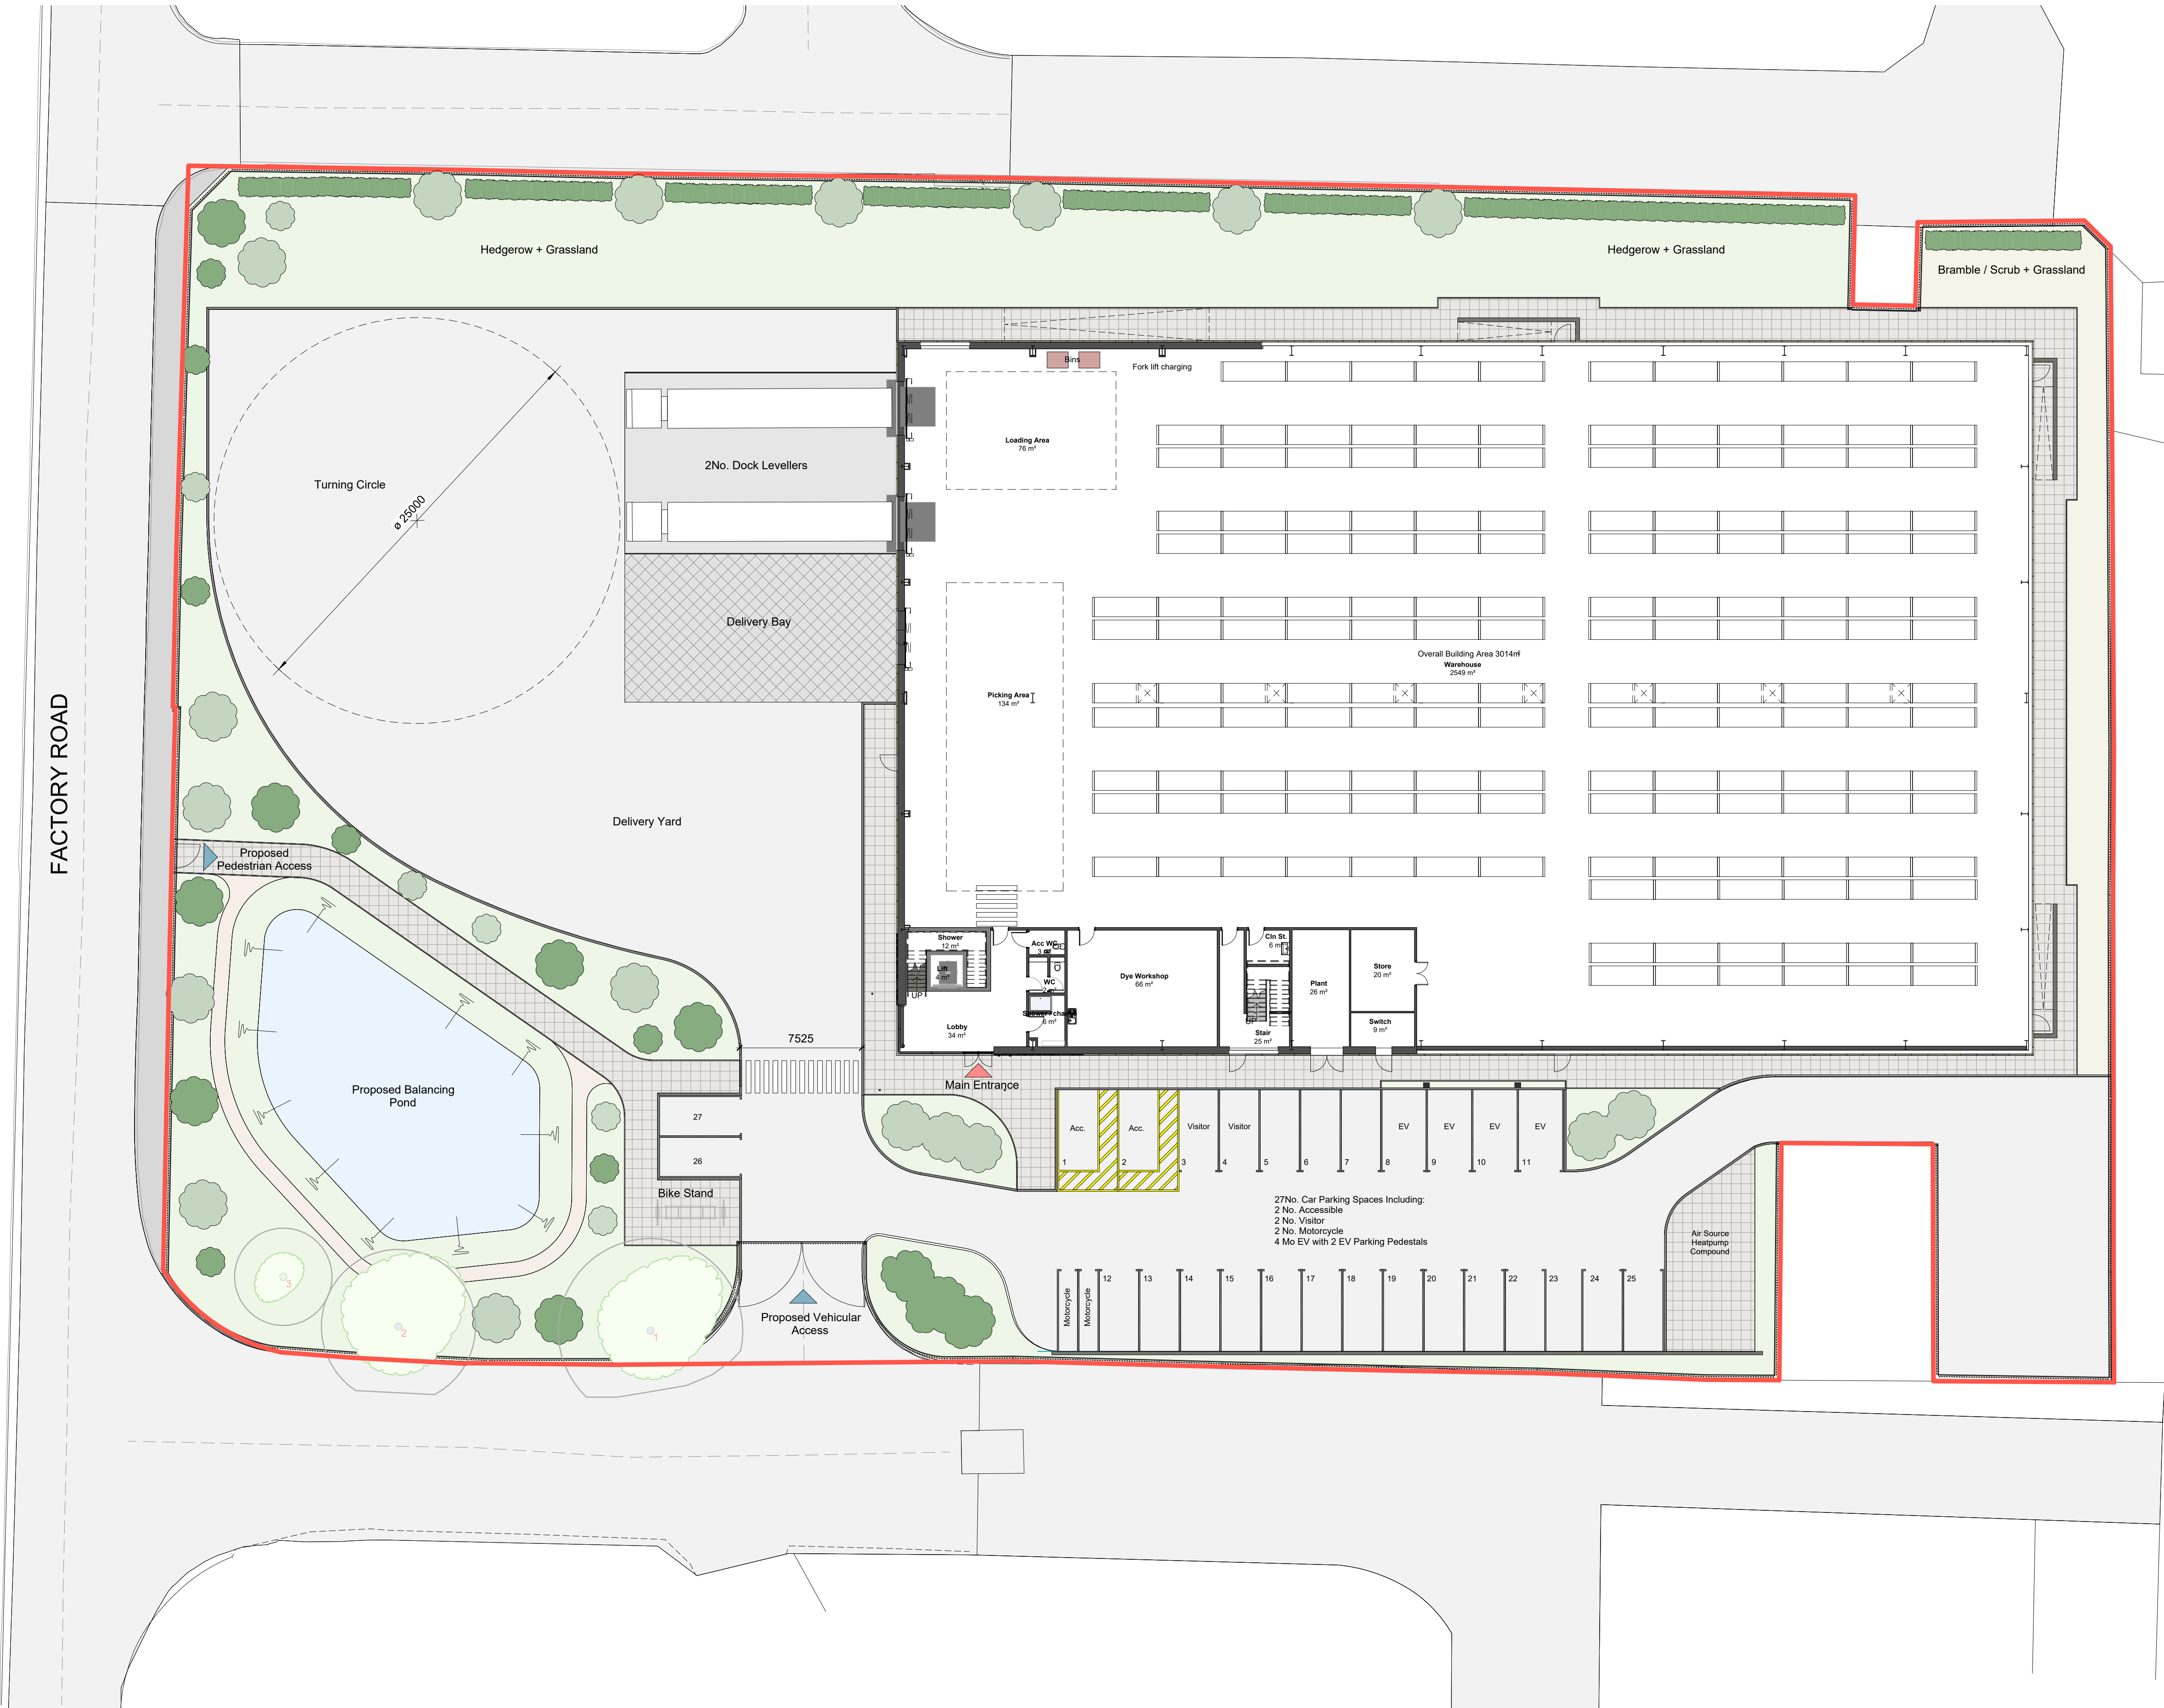 Hedgerow + Grassland
Hedgerow + Grassland
Bramble / Scrub + Grassland
Bins
Fork lift charging
Loading Area
76 m²
2No. Dock Levellers
Turning Circle
ø 25000
Delivery Bay
Overall Building Area 3014m²
Warehouse
2549 m²
Picking Area
134 m²
FACTORY ROAD
Delivery Yard
Proposed
Pedestrian Access
Shower
12 m²
Acc WC
3 m²
Cln St.
6 m²
Lift
4 m²
UP
WC
2 m²
Dye Workshop
66 m²
Plant
26 m²
Store
20 m²
Shower / change
6 m²
Lobby
34 m²
UP
Stair
25 m²
Switch
9 m²
7525
Main Entrance
Proposed Balancing
Pond
27
26
Bike Stand
Acc.
Acc.
Visitor
Visitor
EV
EV
EV
EV
1
2
3
4
5
6
7
8
9
10
11
27No. Car Parking Spaces Including:
2 No. Accessible
2 No. Visitor
2 No. Motorcycle
4 Mo EV with 2 EV Parking Pedestals
Air Source
Heatpump
Compound
Motorcycle
Motorcycle
12
13
14
15
16
17
18
19
20
21
22
23
24
25
3
2
1
Proposed Vehicular
Access